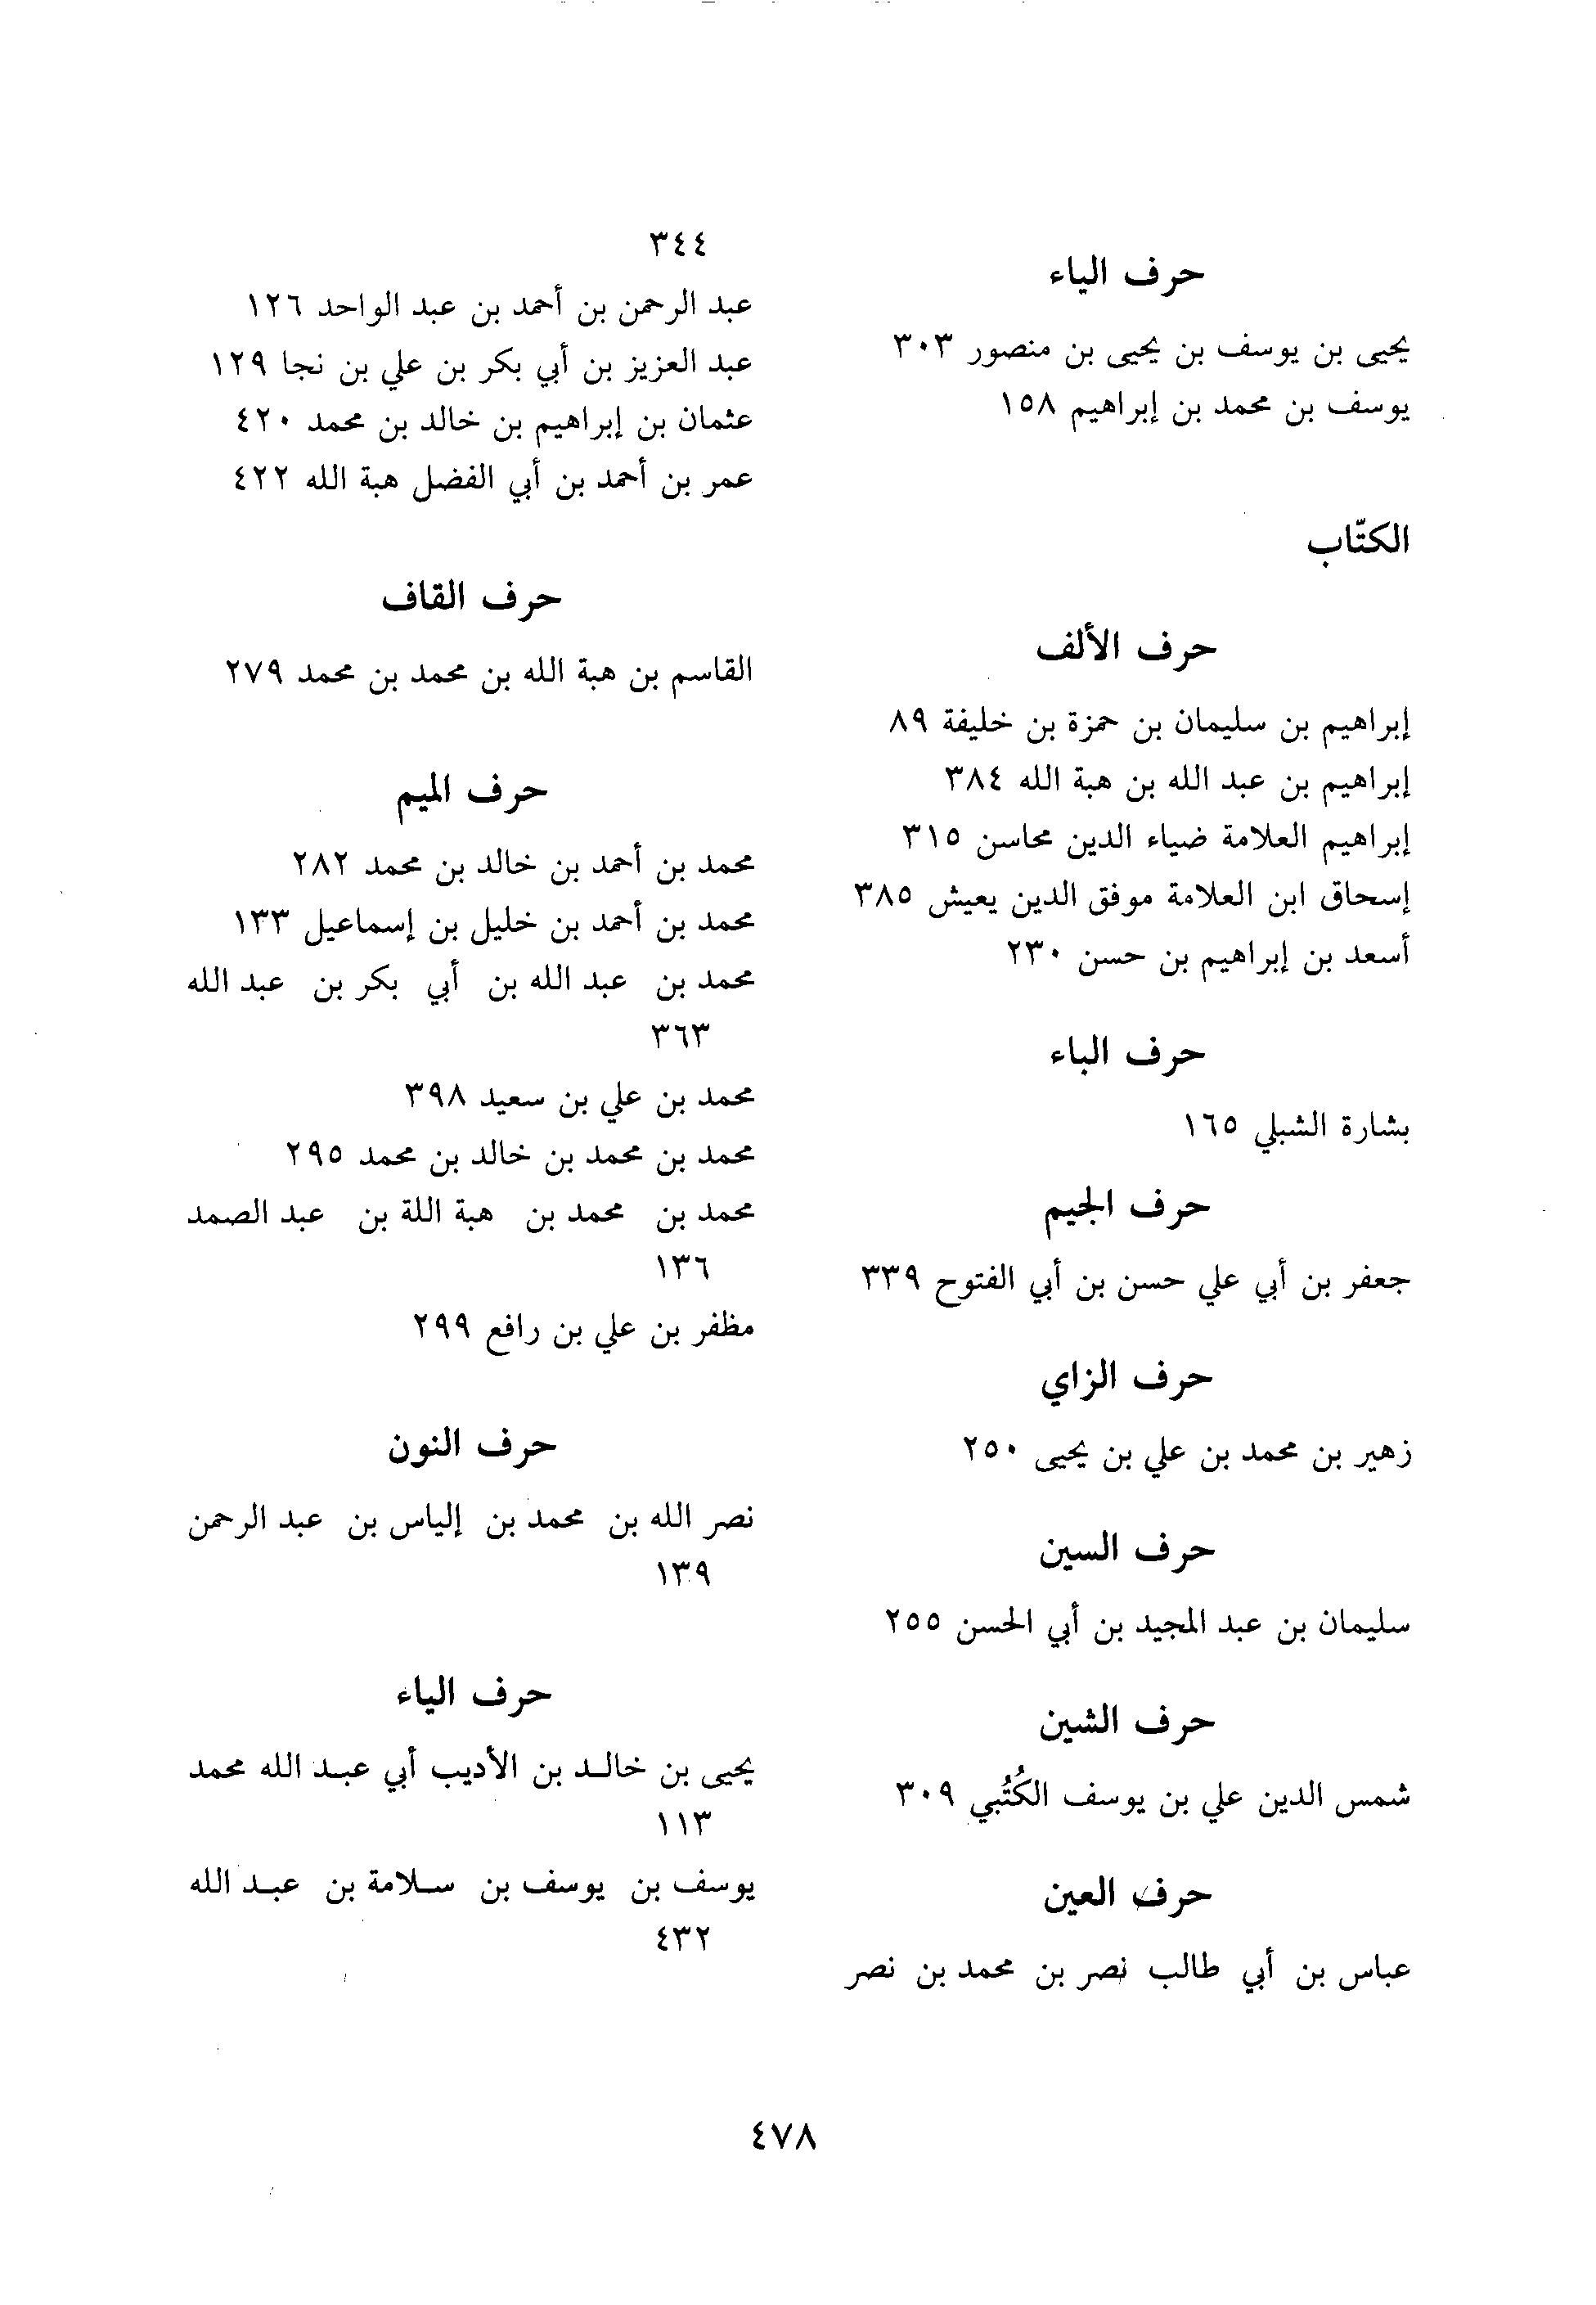 حرف الياء
يحيى بن يوسف بن يحيى بن منصور ٣٠٣
يوسف بن محمد بن إبراهيم ١٥٨
الكتّاب
حرف الألف
إبراهيم بن سليمان بن حمزة بن خليفة ٨٩
إبراهيم بن عبد الله بن هبة الله ٣٨٤
إبراهيم العلامة ضياء الدين محاسن ٣١٥
إسحاق ابن العلامة موفق الدين يعيش ٣٨٥
أسعد بن إبراهيم بن حسن ٢٣٠
حرف الباء
بشارة الشبلي ١٦٥
حرف الجيم
جعفر بن أبي علي حسن بن أبي الفتوح ٣٣٩
حرف الزاي
زهير بن محمد بن علي بن يحيى ٢٥٠
حرف السين
سليمان بن عبد المجيد بن أبي الحسن ٢٥٥
حرف الشين
شمس الدين علي بن يوسف الكُتُبي ٣٠٩
حرف العين
عباس بن أبي طالب نصر بن محمد بن نصر
٣٤٤
عبد الرحمن بن أحمد بن عبد الواحد ١٢٦
عبد العزيز بن أبي بكر بن علي بن نجا ١٢٩
عثمان بن إبراهيم بن خالد بن محمد ٤٢٠
عمر بن أحمد بن أبي الفضل هبة الله ٤٢٢
حرف القاف
القاسم بن هبة الله بن محمد بن محمد ٢٧٩
حرف الميم
محمد بن أحمد بن خالد بن محمد ٢٨٢
محمد بن أحمد بن خليل بن إسماعيل ١٣٣
محمد بن عبد الله بن أبي بكر بن عبد الله
٣٦٣
محمد بن علي بن سعيد ٣٩٨
محمد بن محمد بن خالد بن محمد ٢٩٥
محمد بن محمد بن هبة اللة بن عبد الصمد
١٣٦
مظفر بن علي بن رافع ٢٩٩
حرف النون
نصر الله بن محمد بن إلياس بن عبد الرحمن
١٣٩
حرف الياء
يحيى بن خالد بن الأديب أبي عبد الله محمد
١١٣
يوسف بن يوسف بن سلامة بن عبد الله
٤٣٢
٤٧٨